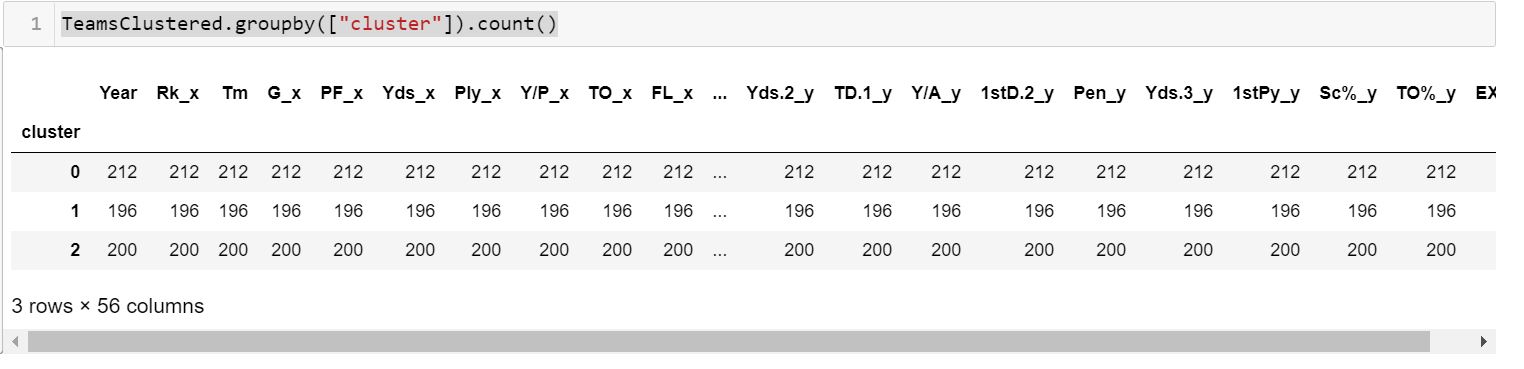 1 TeamsClustered.groupby(["cluster"]).count()
Year Rk_x Tm G_x PF_x Yds_x Ply_x Y/P_x TO_x FL_x ... Yds.2_y TD.1_y Y/A_y 1stD.2_y Pen_y Yds.3_y 1stPy_y Sc%_y TO%_y EX
cluster
0 212 212 212 212 212 212 212 212 212 212 ... 212 212 212 212 212 212 212 212 212
1 196 196 196 196 196 196 196 196 196 196 ... 196 196 196 196 196 196 196 196 196
2 200 200 200 200 200 200 200 200 200 200 ... 200 200 200 200 200 200 200 200 200
3 rows × 56 columns